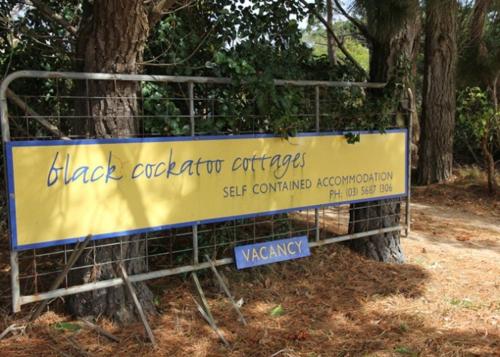 black cockatoo cottages
SELF CONTAINED ACCOMMODATION
PH: (03) 5687 1306
VACANCY